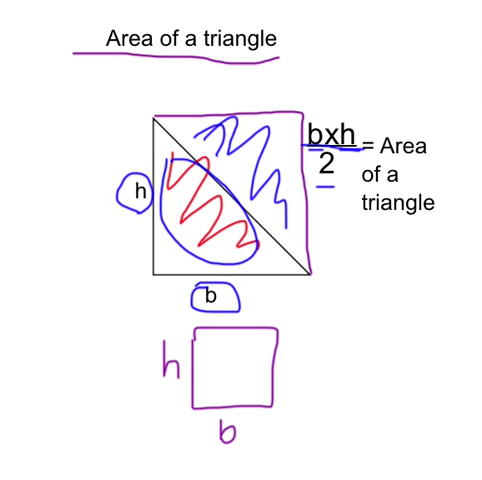 Area of a triangle
bxh
2
= Area
of a
triangle
h
b
h
b